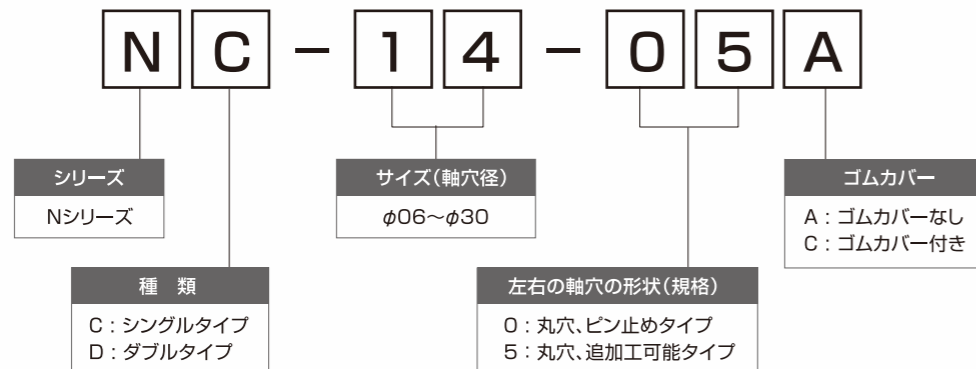 NC-14-05A
シリーズ
Nシリーズ
種　類
C：シングルタイプ
D：ダブルタイプ
サイズ（軸穴径）
φ06〜φ30
左右の軸穴の形状（規格）
0：丸穴、ピン止めタイプ
5：丸穴、追加工可能タイプ
ゴムカバー
A：ゴムカバーなし
C：ゴムカバー付き